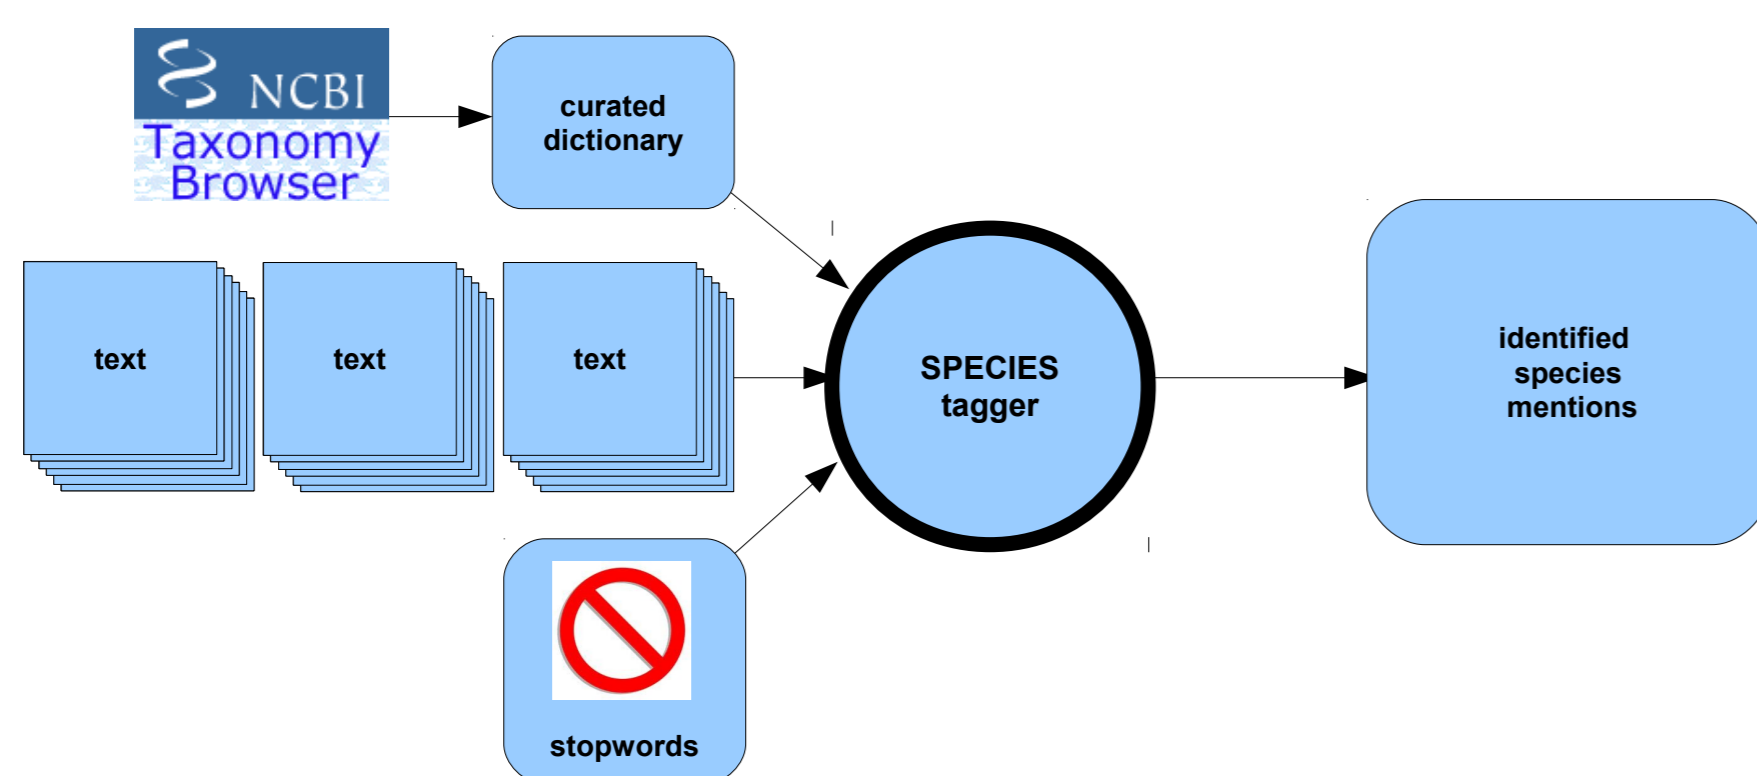 NCBI
Taxonomy
Browser
curated
dictionary
text
text
text
SPECIES
tagger
identified
species
mentions
stopwords